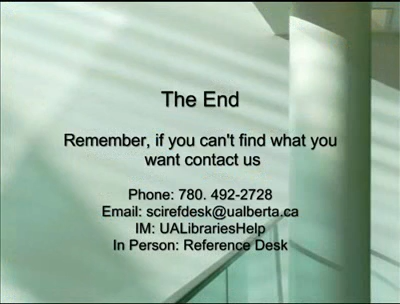 The End
Remember, if you can't find what you
want contact us
Phone: 780. 492-2728
Email: scirefdesk@ualberta.ca
IM: UALibrariesHelp
In Person: Reference Desk